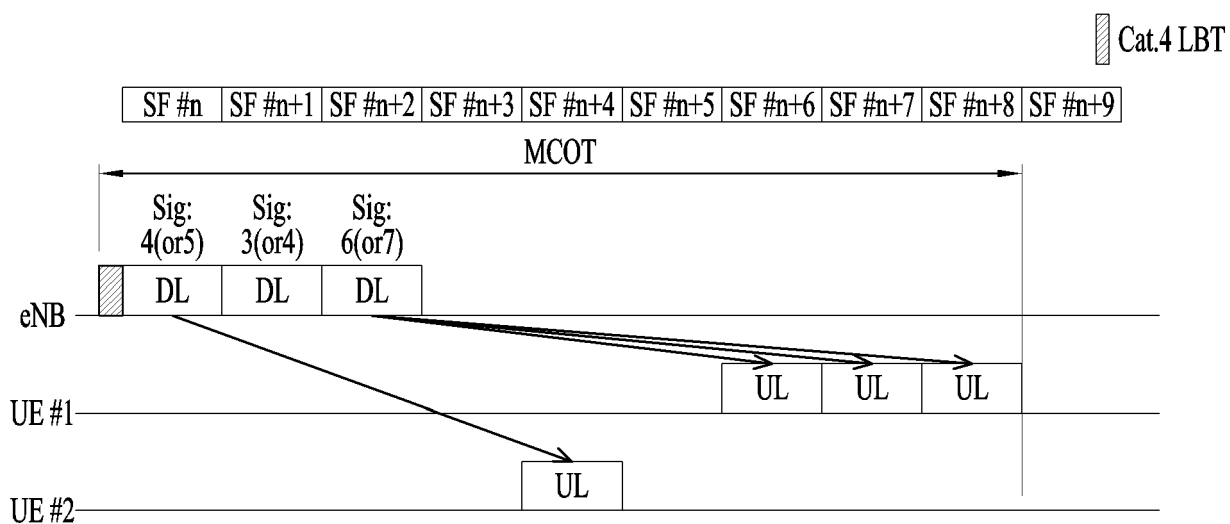 Cat.4 LBT
SF #n SF #n+1 SF #n+2 SF #n+3 SF #n+4 SF #n+5 SF #n+6 SF #n+7 SF #n+8 SF #n+9
MCOT
Sig: Sig: Sig:
4(or5) 3(or4) 6(or7)
DL DL DL
eNB
UL UL UL
UE #1
UL
UE #2